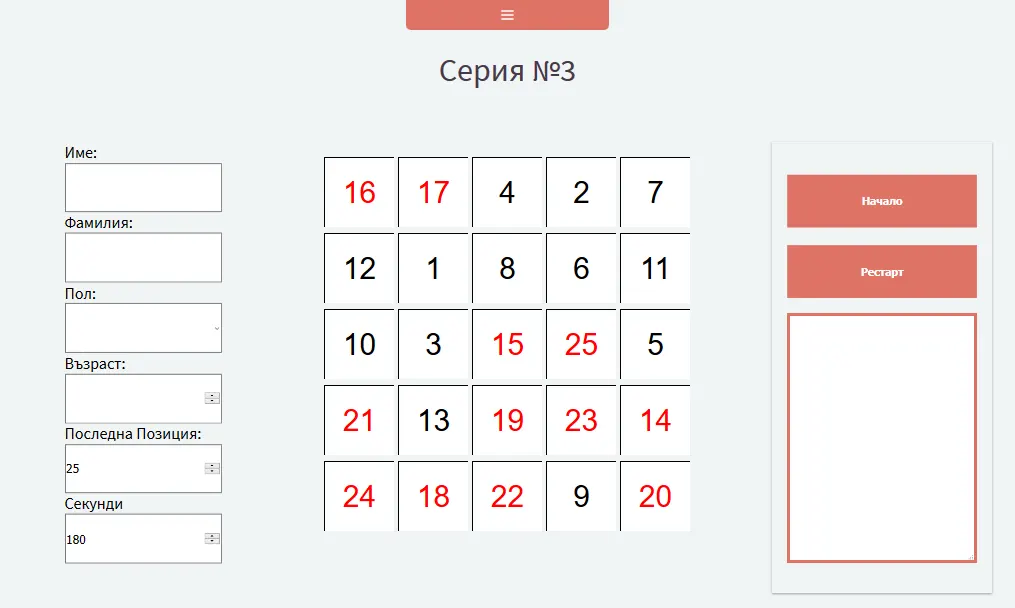 Серия №3
Име:
Фамилия:
Пол:
Възраст:
Последна Позиция:
25
Секунди
180
16 17 4 2 7
12 1 8 6 11
10 3 15 25 5
21 13 19 23 14
24 18 22 9 20
Начало
Рестарт